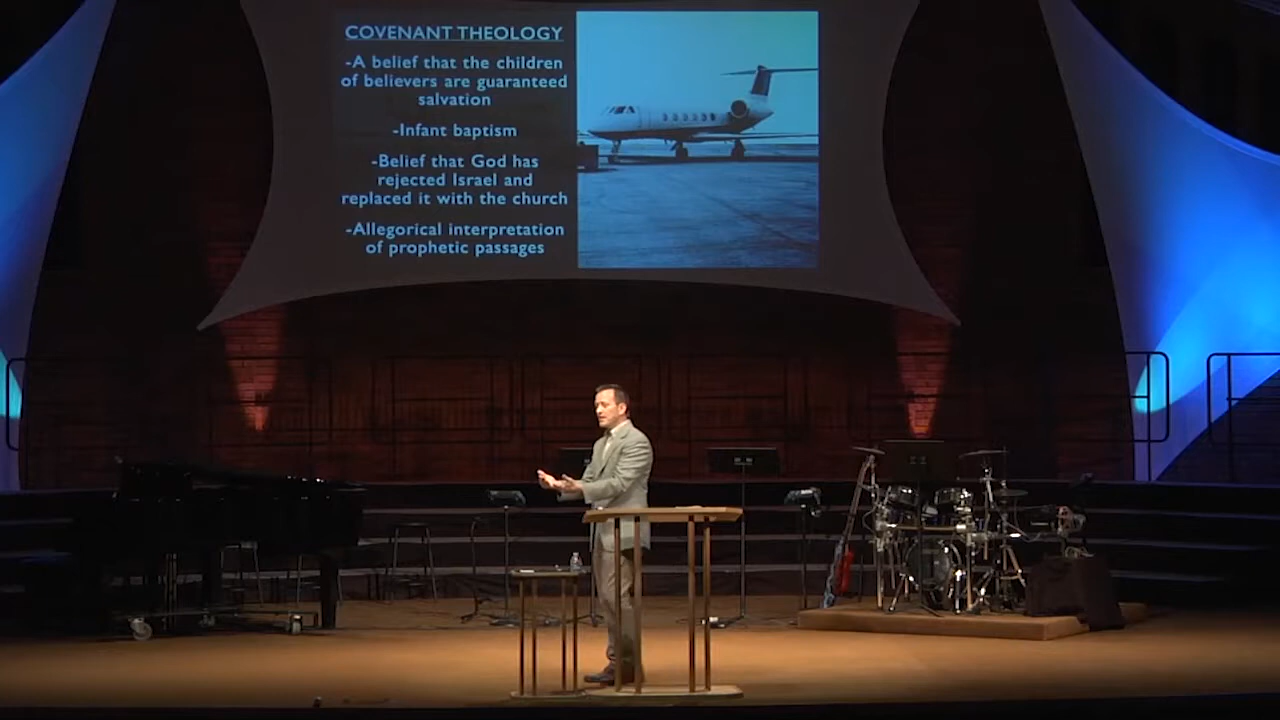 COVENANT THEOLOGY
-A belief that the children
of believers are guaranteed
salvation
-Infant baptism
-Belief that God has
rejected Israel and
replaced it with the church
-Allegorical interpretation
of prophetic passages